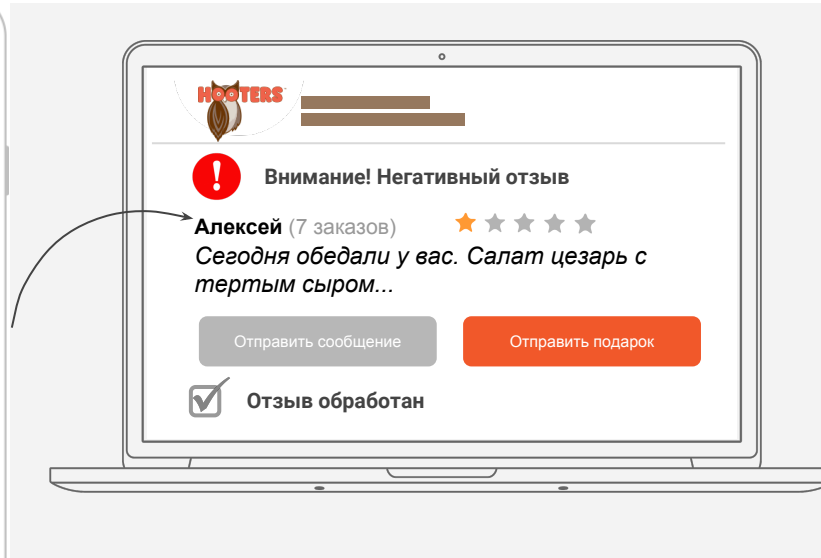 HOOTERS
Внимание! Негативный отзыв
Алексей (7 заказов)
Сегодня обедали у вас. Салат цезарь с
тертым сыром...
Отправить сообщение
Отправить подарок
Отзыв обработан